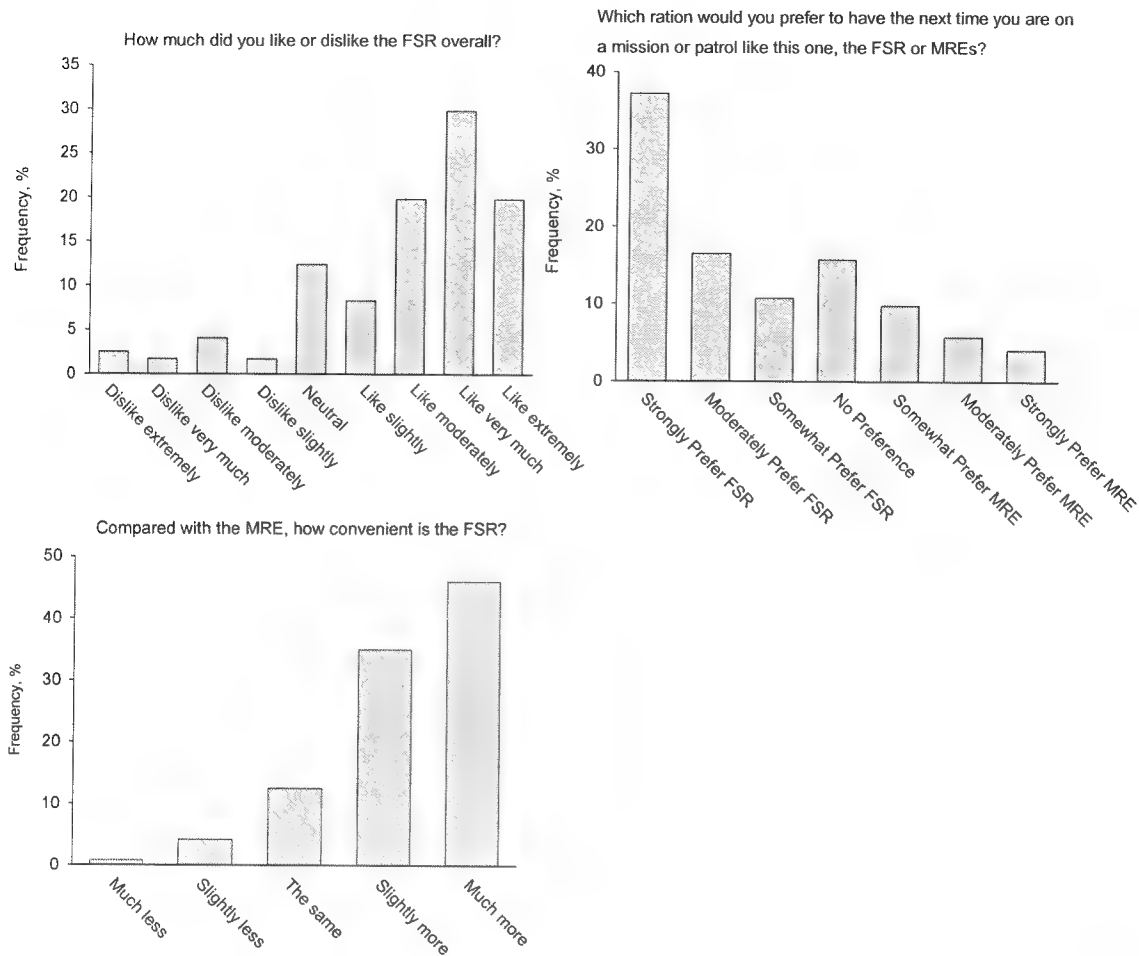 How much did you like or dislike the FSR overall?
35
30
25
20
15
10
5
0
Frequency, %
Dislike extremely
Dislike very much
Dislike moderately
Dislike slightly
Neutral
Like slightly
Like moderately
Like very much
Like extremely
Which ration would you prefer to have the next time you are on
a mission or patrol like this one, the FSR or MREs?
40
30
20
10
0
Frequency, %
Strongly Prefer FSR
Moderately Prefer FSR
Somewhat Prefer FSR
No Preference
Somewhat Prefer MRE
Moderately Prefer MRE
Strongly Prefer MRE
Compared with the MRE, how convenient is the FSR?
50
40
30
20
10
0
Frequency, %
Much less
Slightly less
The same
Slightly more
Much more